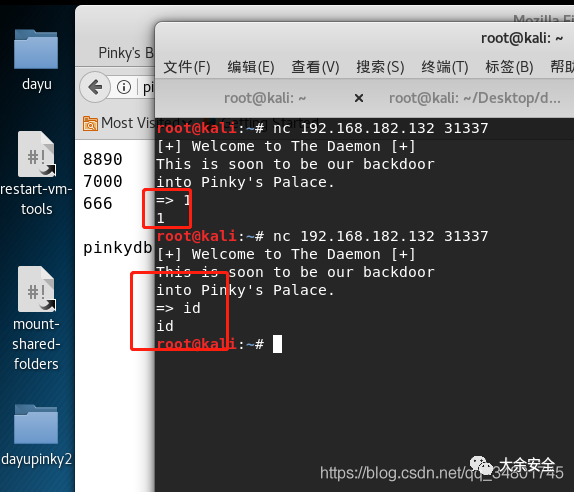 Mozilla Fi
root@kali: ~
Pinky's B
文件(F) 编辑(E) 查看(V) 搜索(S) 终端(T) 标签(B) 帮助
root@kali: ~ × root@kali: ~/Desktop/d...
pi
Most Visited
8890
7000
666
pinkydb
dayu
restart-vm-
tools
mount-
shared-
folders
dayupinky2
root@kali:~# nc 192.168.182.132 31337
[+] Welcome to The Daemon [+]
This is soon to be our backdoor
into Pinky's Palace.
=> 1
1
root@kali:~# nc 192.168.182.132 31337
[+] Welcome to The Daemon [+]
This is soon to be our backdoor
into Pinky's Palace.
=> id
id
root@kali:~#
大余安全
https://blog.csdn.net/qq_34801745